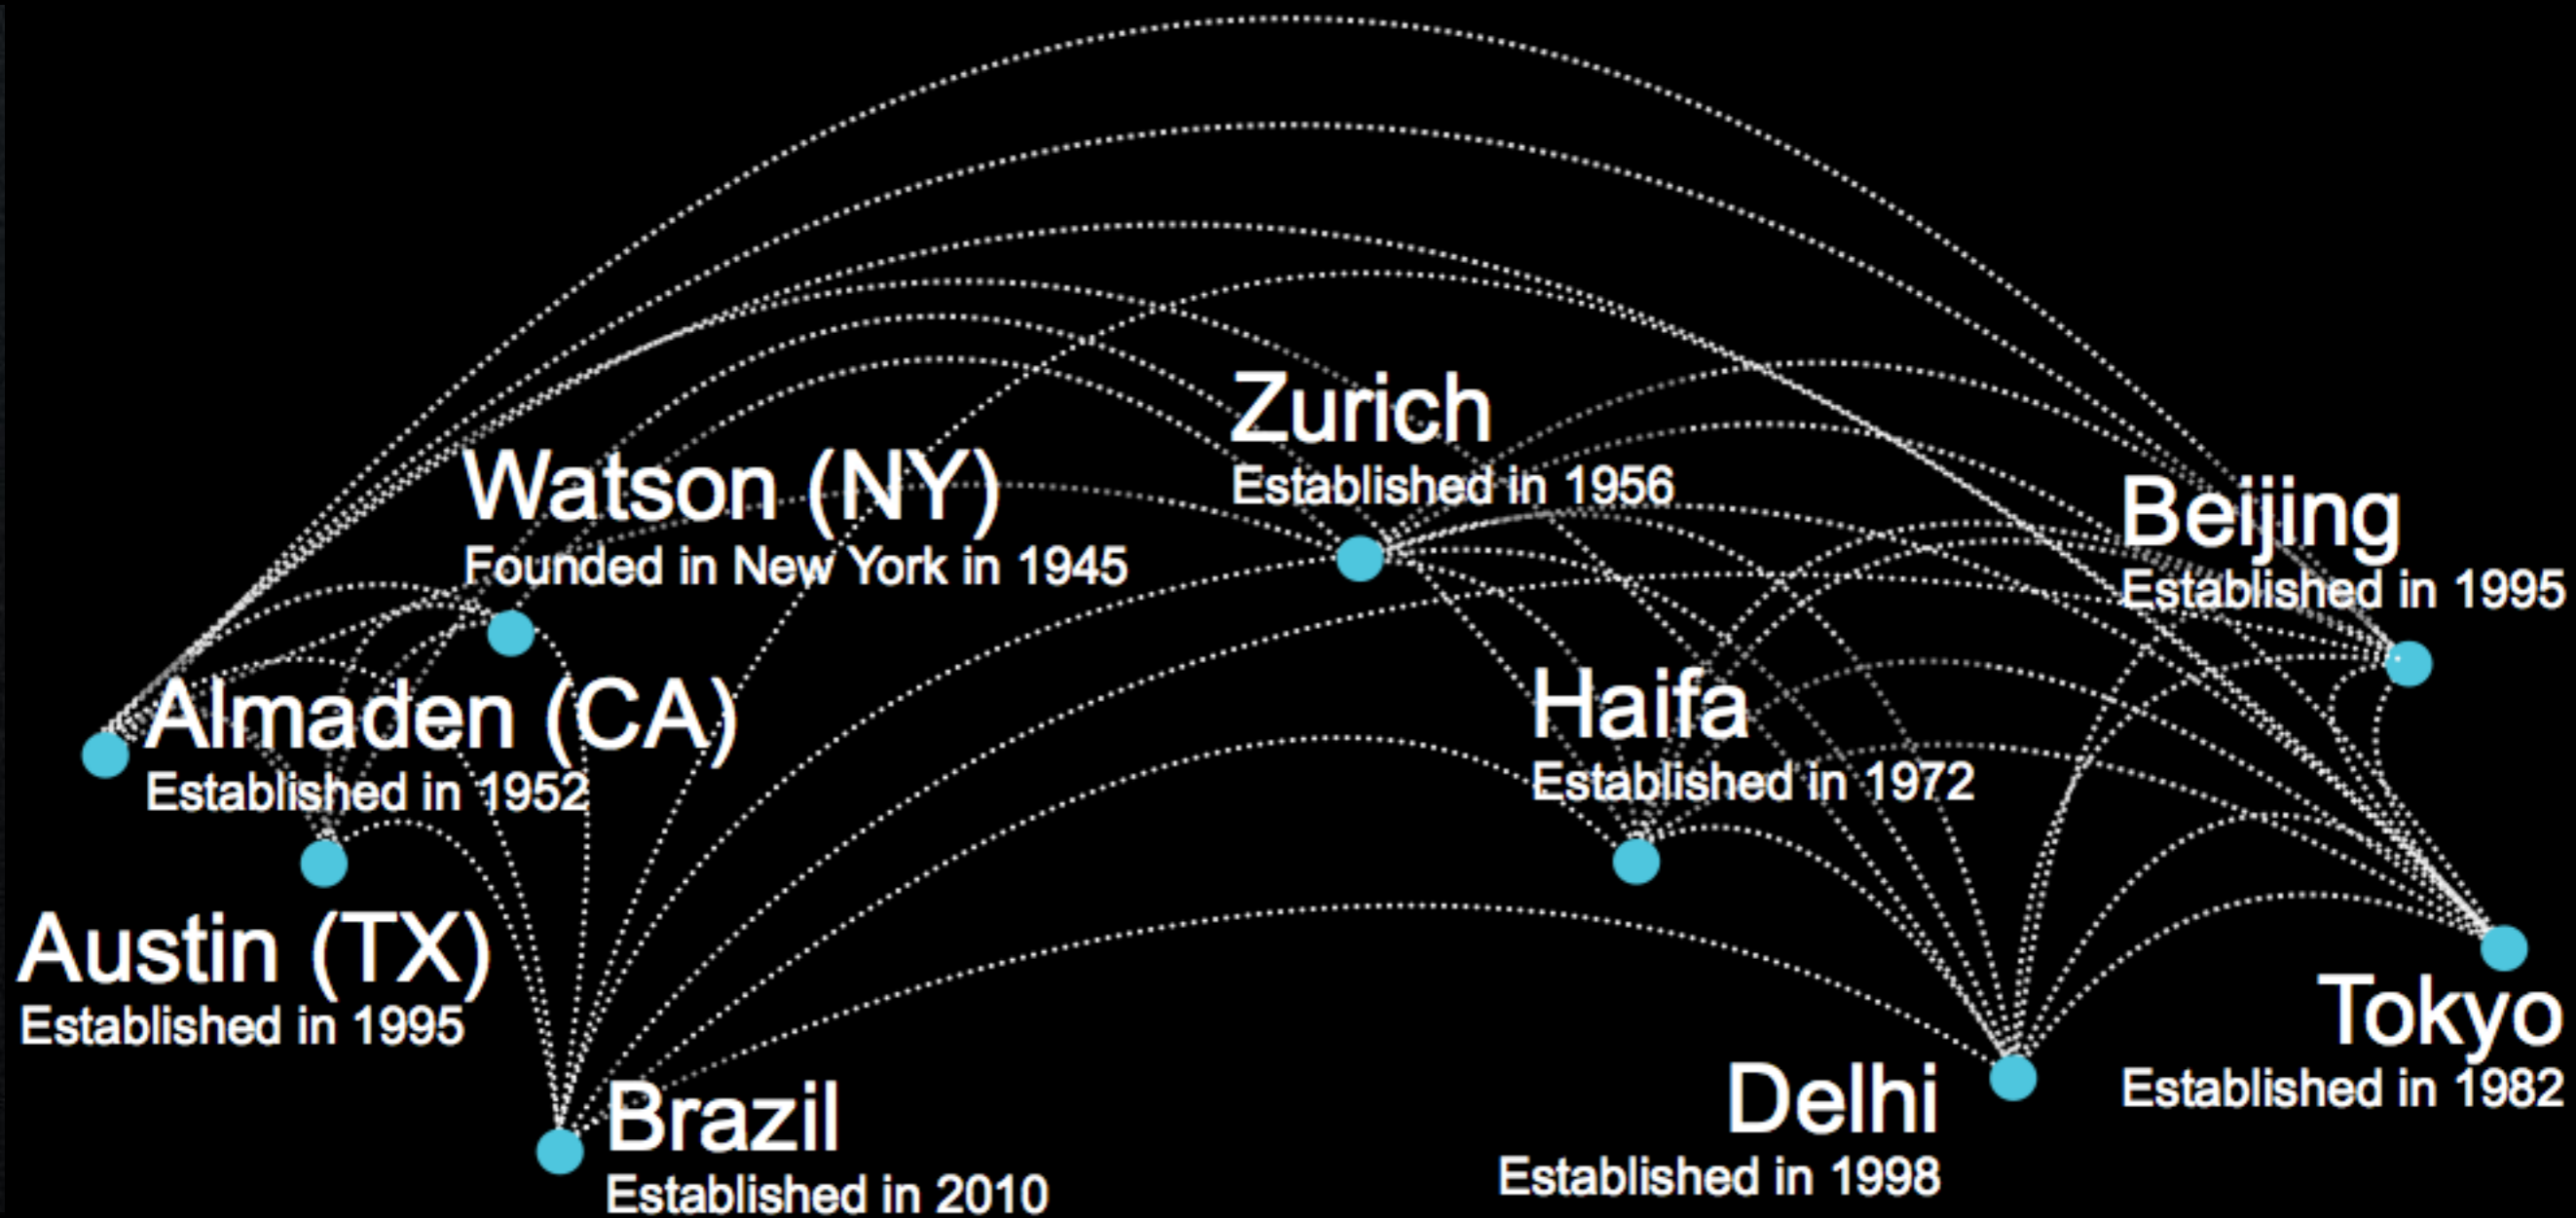 Zurich
Established in 1956
Watson (NY)
Founded in New York in 1945
Beijing
Established in 1995
Almaden (CA)
Established in 1952
Haifa
Established in 1972
Austin (TX)
Established in 1995
Tokyo
Established in 1982
Delhi
Established in 1998
Brazil
Established in 2010